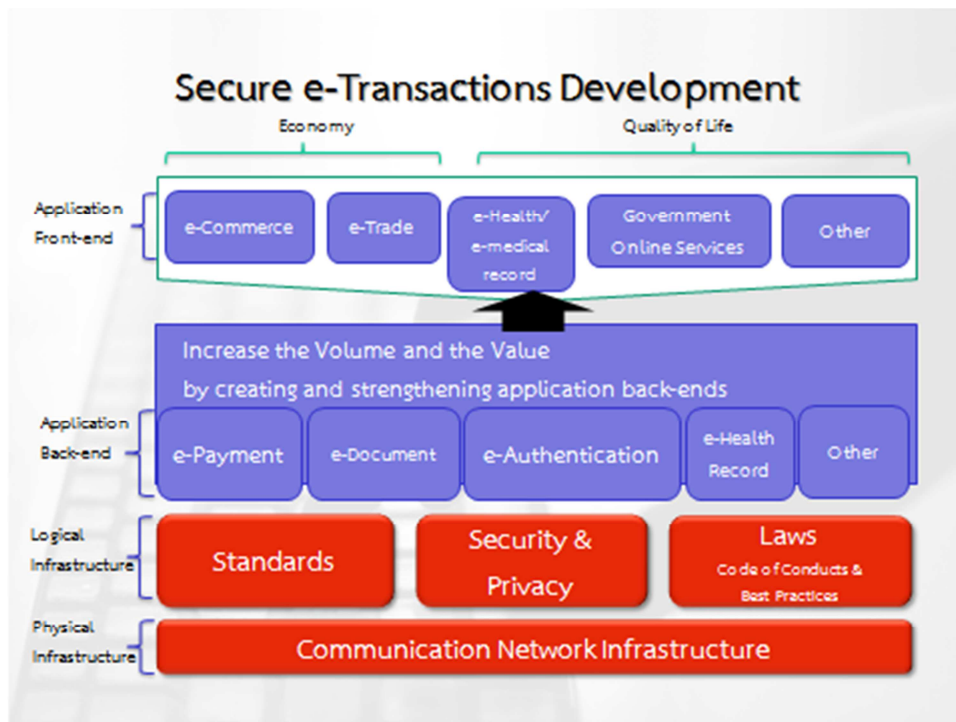 Secure e-Transactions Development
Economy
Quality of Life
Application
Front-end
e-Commerce
e-Trade
e-Health/
e-medical
record
Government
Online Services
Other
Increase the Volume and the Value
by creating and strengthening application back-ends
Application
Back-end
e-Payment
e-Document
e-Authentication
e-Health
Record
Other
Logical
Infrastructure
Standards
Security &
Privacy
Laws
Code of Conducts &
Best Practices
Physical
Infrastructure
Communication Network Infrastructure